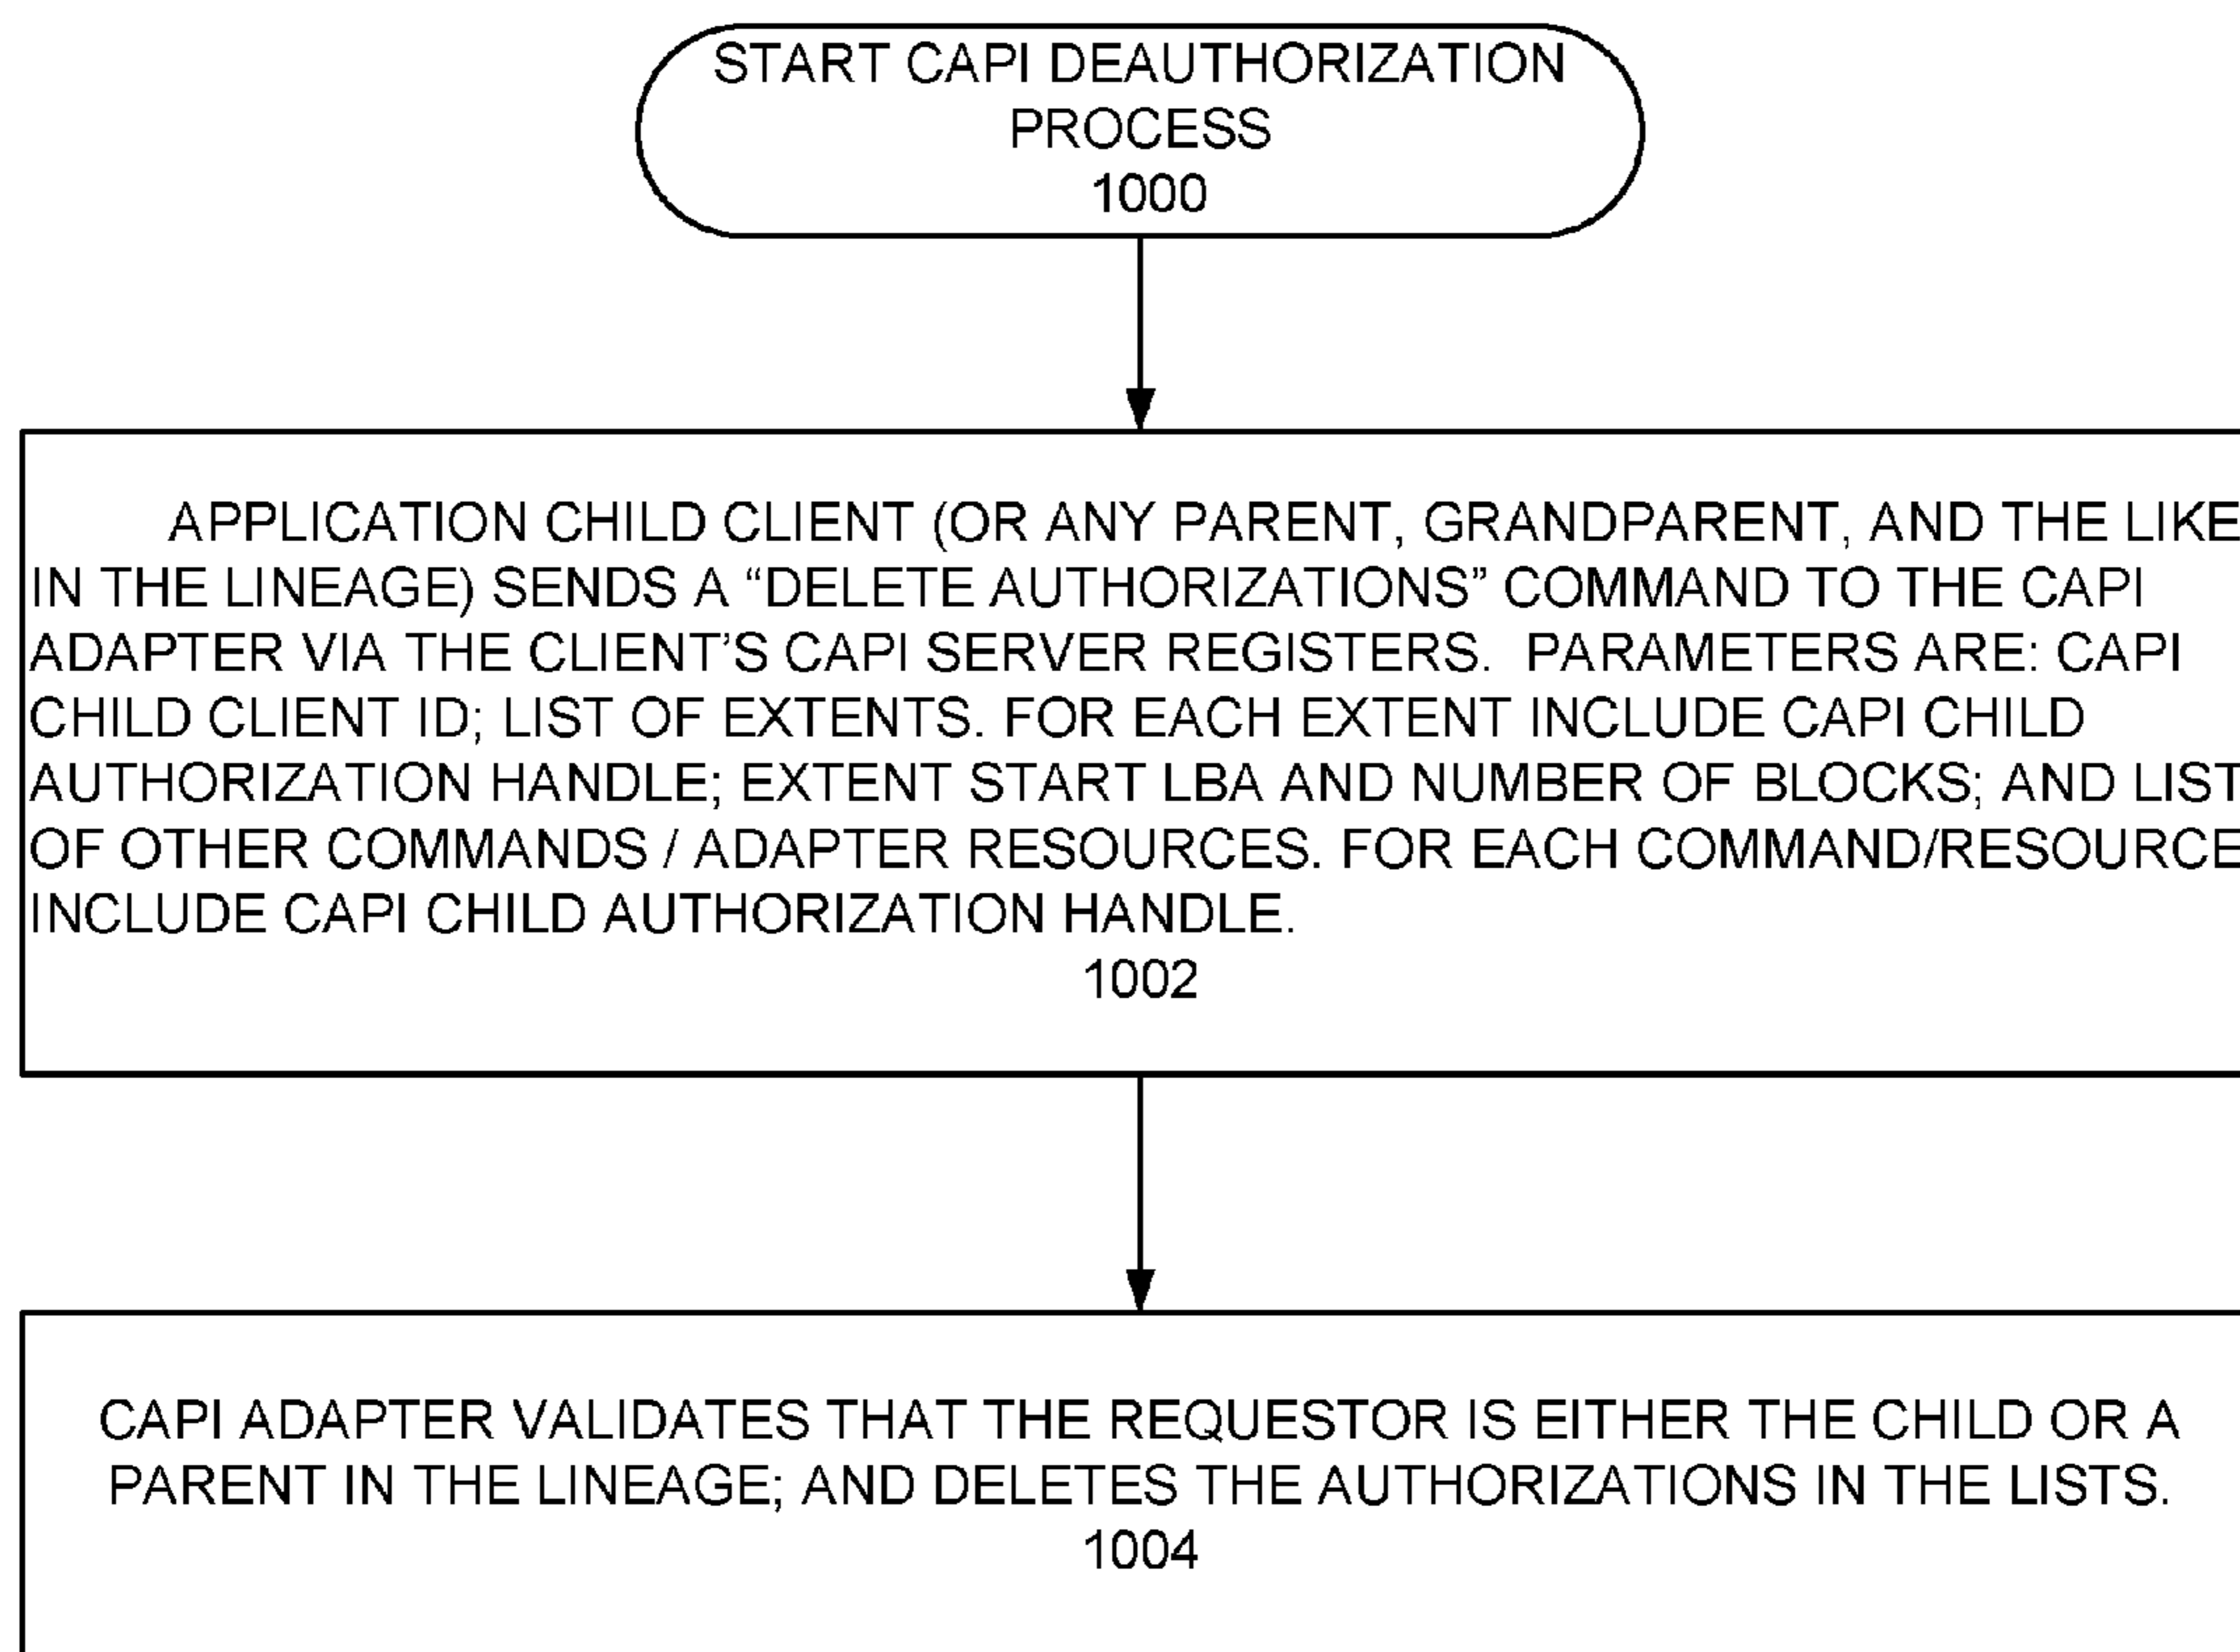 START CAPI DEAUTHORIZATION
PROCESS
1000
APPLICATION CHILD CLIENT (OR ANY PARENT, GRANDPARENT, AND THE LIKE
IN THE LINEAGE) SENDS A “DELETE AUTHORIZATIONS” COMMAND TO THE CAPI
ADAPTER VIA THE CLIENT’S CAPI SERVER REGISTERS. PARAMETERS ARE: CAPI
CHILD CLIENT ID; LIST OF EXTENTS. FOR EACH EXTENT INCLUDE CAPI CHILD
AUTHORIZATION HANDLE; EXTENT START LBA AND NUMBER OF BLOCKS; AND LIST
OF OTHER COMMANDS / ADAPTER RESOURCES. FOR EACH COMMAND/RESOURCE
INCLUDE CAPI CHILD AUTHORIZATION HANDLE.
1002
CAPI ADAPTER VALIDATES THAT THE REQUESTOR IS EITHER THE CHILD OR A
PARENT IN THE LINEAGE; AND DELETES THE AUTHORIZATIONS IN THE LISTS.
1004